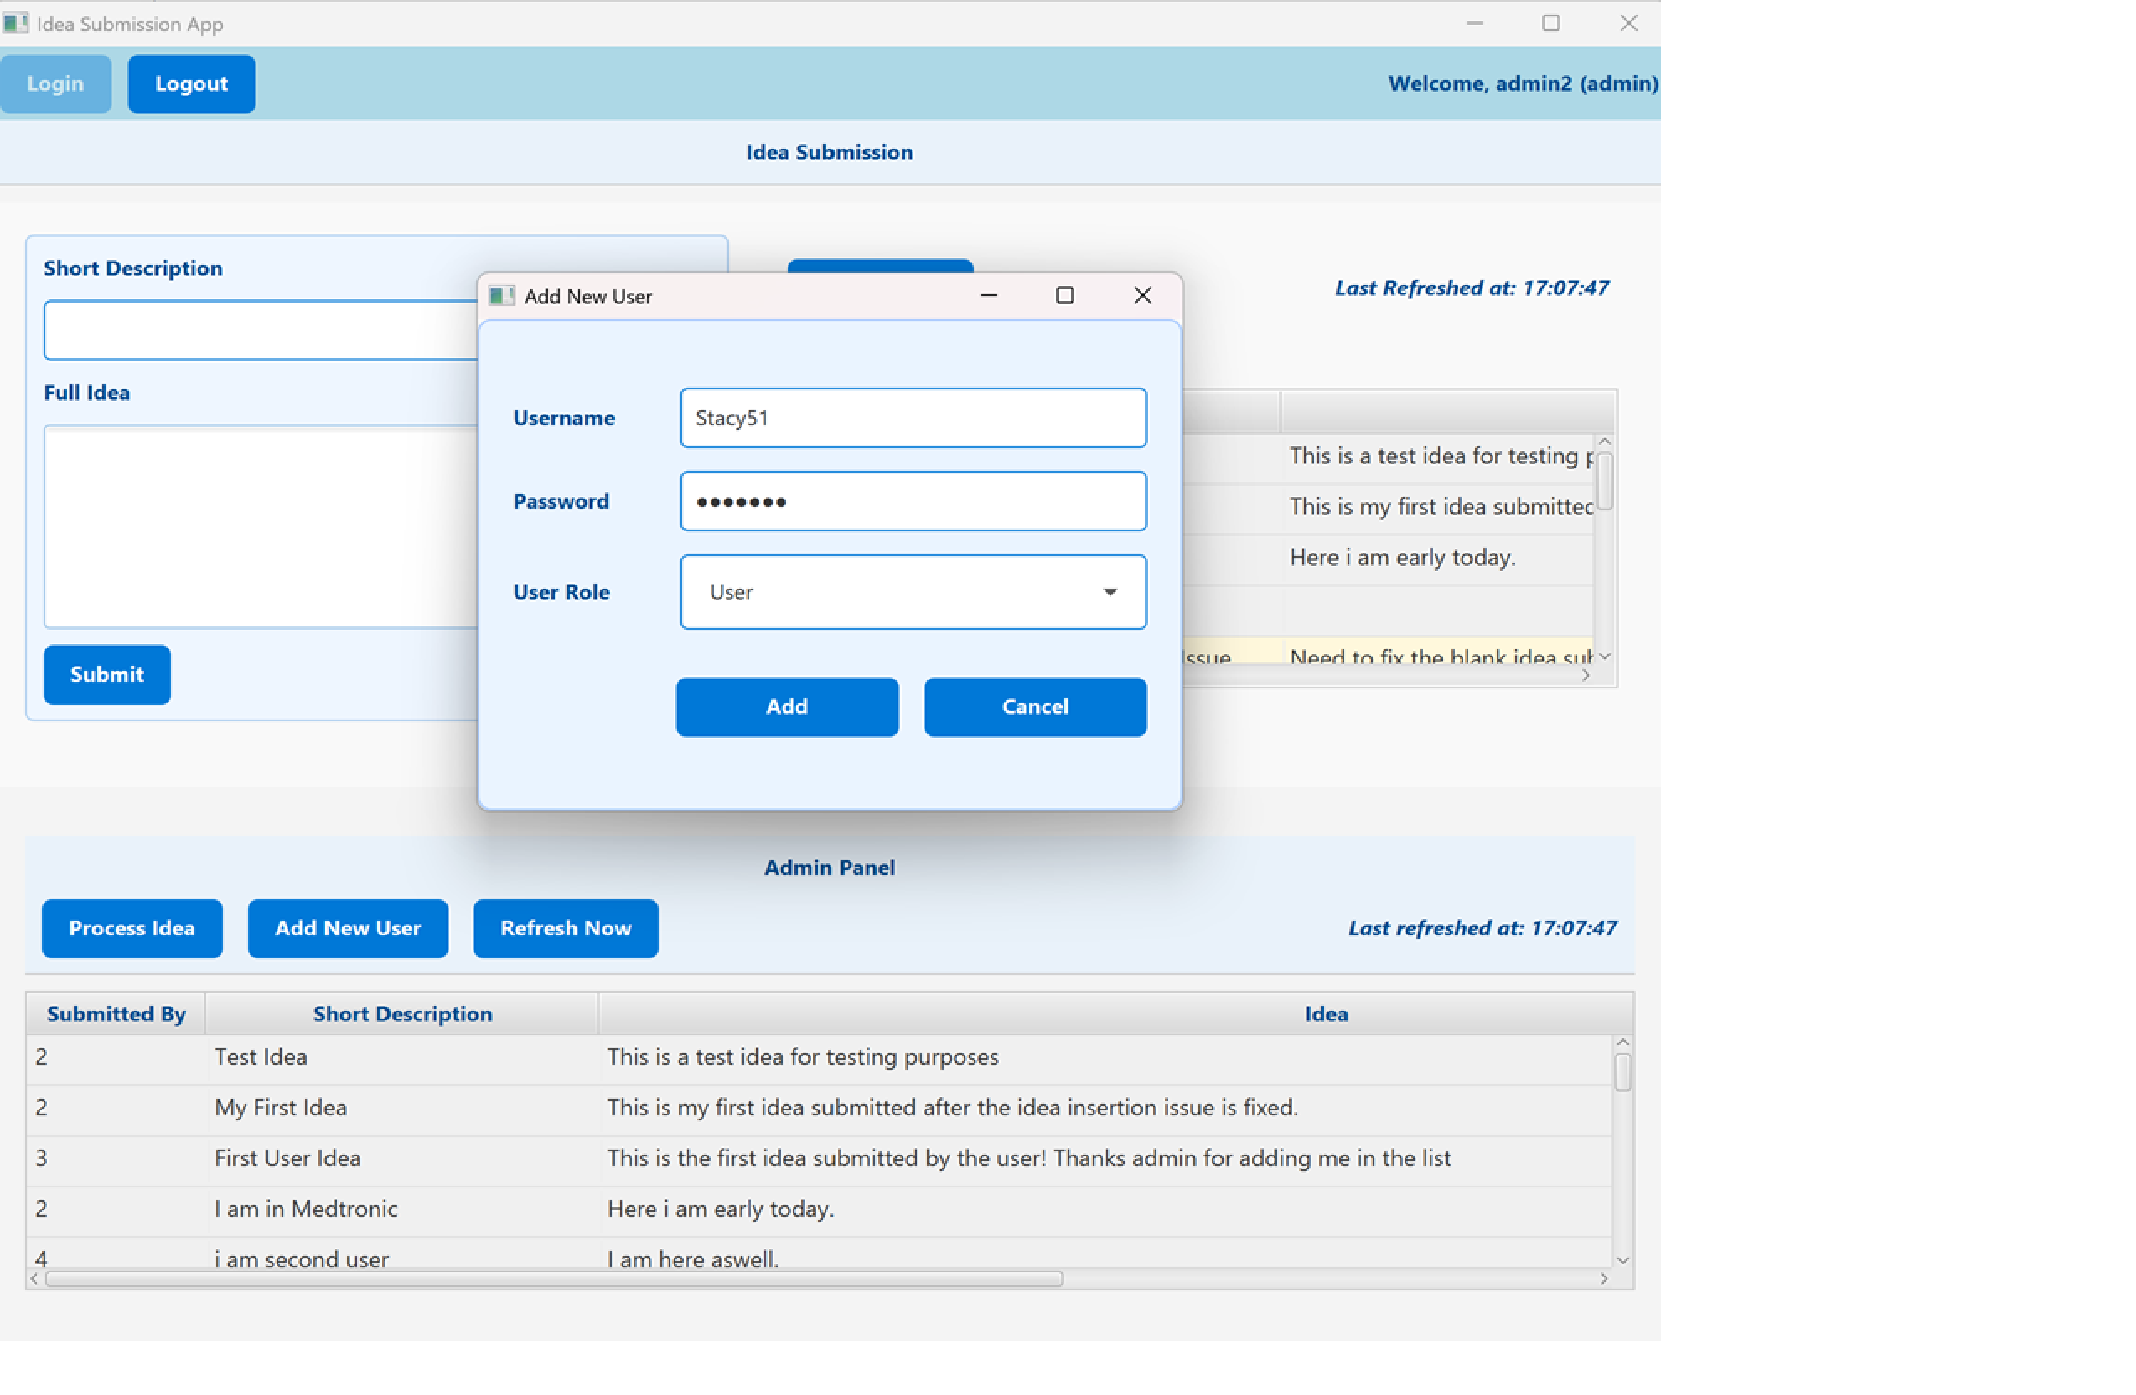 Idea Submission App
Login
Logout
Welcome, admin2 (admin)
Idea Submission
Short Description
Last Refreshed at: 17:07:47
Full Idea
Submit
Add New User
Username
Stacy51
Password
User Role
User
Add
Cancel
This is a test idea for testing
This is my first idea submitted
Here i am early today.
Issue
Need to fix the blank idea
Admin Panel
Process Idea
Add New User
Refresh Now
Last refreshed at: 17:07:47
Submitted By
Short Description
Idea
2
Test Idea
This is a test idea for testing purposes
2
My First Idea
This is my first idea submitted after the idea insertion issue is fixed.
3
First User Idea
This is the first idea submitted by the user! Thanks admin for adding me in the list
2
I am in Medtronic
Here i am early today.
4
i am second user
I am here aswell.